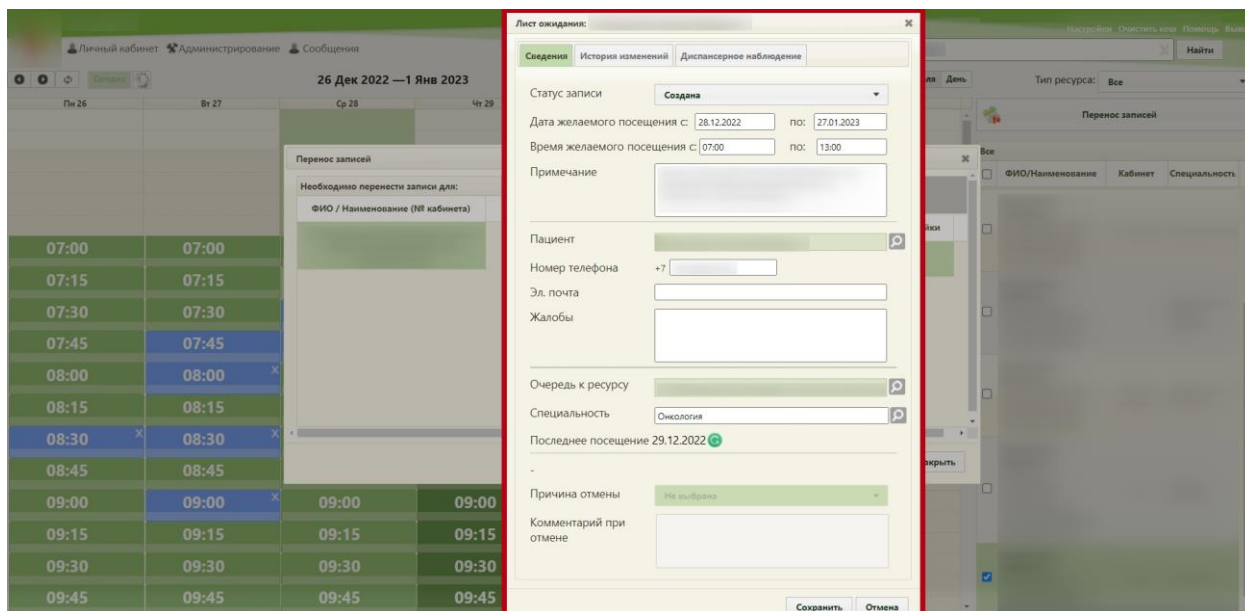 Лист ожидания:
Настройки Очистить кеш Помощь
Личный кабинет Администрирование Сообщения
Найти
Сведения История изменений Диспансерное наблюдение
Сегодня
26 Дек 2022 —1 Янв 2023
День
Тип ресурса: Все
Пн 26 Вт 27 Ср 28 Чт 29
Перенос записей
Все
ФИО/Наименование Кабинет Специальность
Перенос записей
Необходимо перенести записи для:
ФИО / Наименование (№ кабинета)
Статус записи Создана
Дата желаемого посещения с: 28.12.2022 по: 27.01.2023
Время желаемого посещения с: 07:00 по: 13:00
Примечание
Пациент
Номер телефона +7
Эл. почта
Жалобы
Очередь к ресурсу
Специальность Онкология
Последнее посещение 29.12.2022
-
Причина отмены Не выбрана
Комментарий при
отмене
Сохранить Отмена
07:00 07:00
07:15 07:15
07:30 07:30
07:45 07:45
08:00 08:00 X
08:15 08:15
08:30 X 08:30 X
08:45 08:45
09:00 09:00 X 09:00 09:00
09:15 09:15 09:15 09:15
09:30 09:30 09:30 09:30
09:45 09:45 09:45 09:45